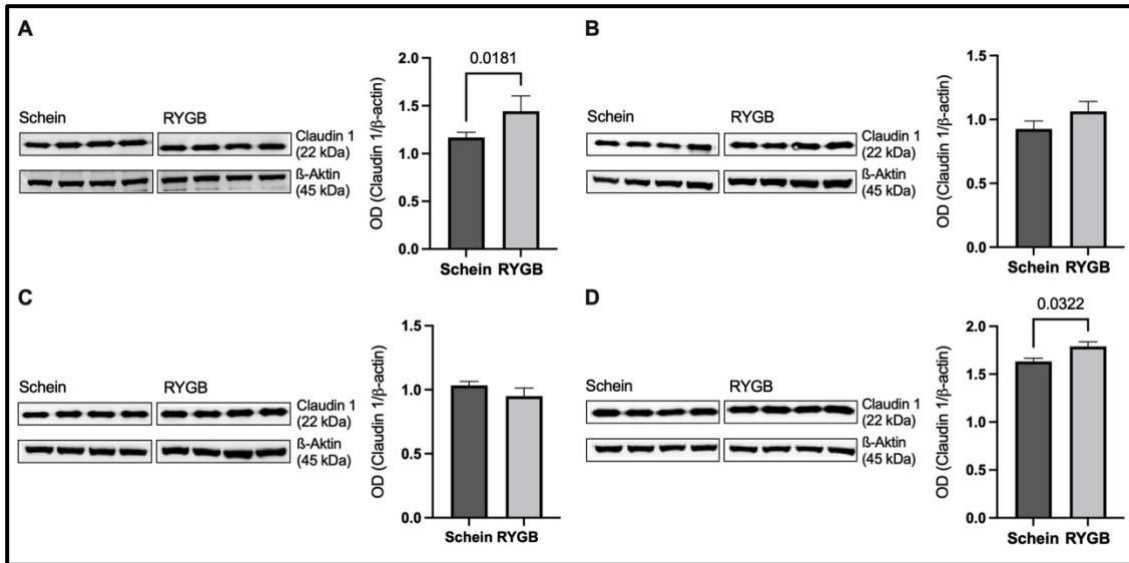 A
Schein RYGB
Claudin 1
(22 kDa)
ß-Aktin
(45 kDa)
OD (Claudin 1/β-actin)
2.0
1.5
1.0
0.5
0.0
0.0181
Schein RYGB
B
Schein RYGB
Claudin 1
(22 kDa)
ß-Aktin
(45 kDa)
OD (Claudin 1/β-actin)
1.5
1.0
0.5
0.0
Schein RYGB
C
Schein RYGB
Claudin 1
(22 kDa)
ß-Aktin
(45 kDa)
OD (Claudin 1/β-actin)
1.5
1.0
0.5
0.0
Schein RYGB
D
Schein RYGB
Claudin 1
(22 kDa)
ß-Aktin
(45 kDa)
OD (Claudin 1/β-actin)
2.0
1.5
1.0
0.5
0.0
0.0322
Schein RYGB